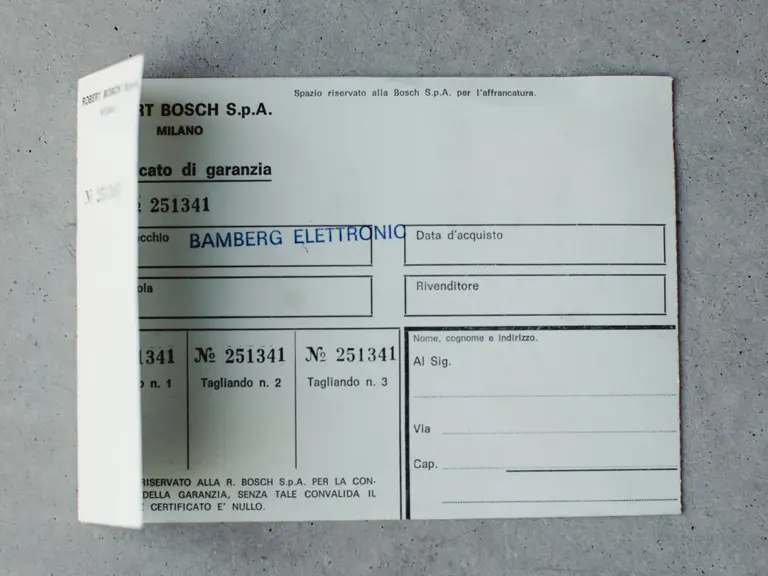 ROBERT BOSCH
Spazio riservato alla Bosch S.p.A. per l'affrancatura.
RT BOSCH S.p.A.
MILANO
cato di garanzia
№ 251341
cchio BAMBERG ELETTRONIC
Data d'acquisto
ola
Rivenditore
1341 № 251341 № 251341
n. 1 Tagliando n. 2 Tagliando n. 3
Nome, cognome e indirizzo.
Al Sig.
Via
Cap.
RISERVATO ALLA R. BOSCH S.p.A. PER LA CON-
DELLA GARANZIA, SENZA TALE CONVALIDA IL
CERTIFICATO E' NULLO.